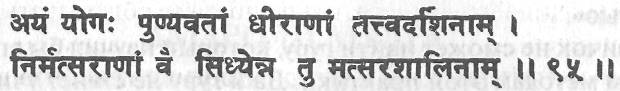 अयं योगः पुण्यवतां धीराणां तत्त्वदर्शिनाम् ।
निर्मत्सराणां वै सिध्येन्न तु मत्सरशालिनाम् ॥ ९५ ॥